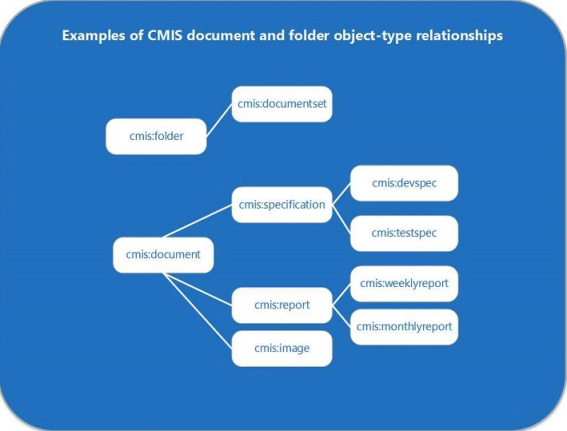 Examples of CMIS document and folder object-type relationships
cmis:documentset
cmis:folder
cmis:devspec
cmis:specification
cmis:testspec
cmis:document
cmis:weeklyreport
cmis:report
cmis:monthlyreport
cmis:image